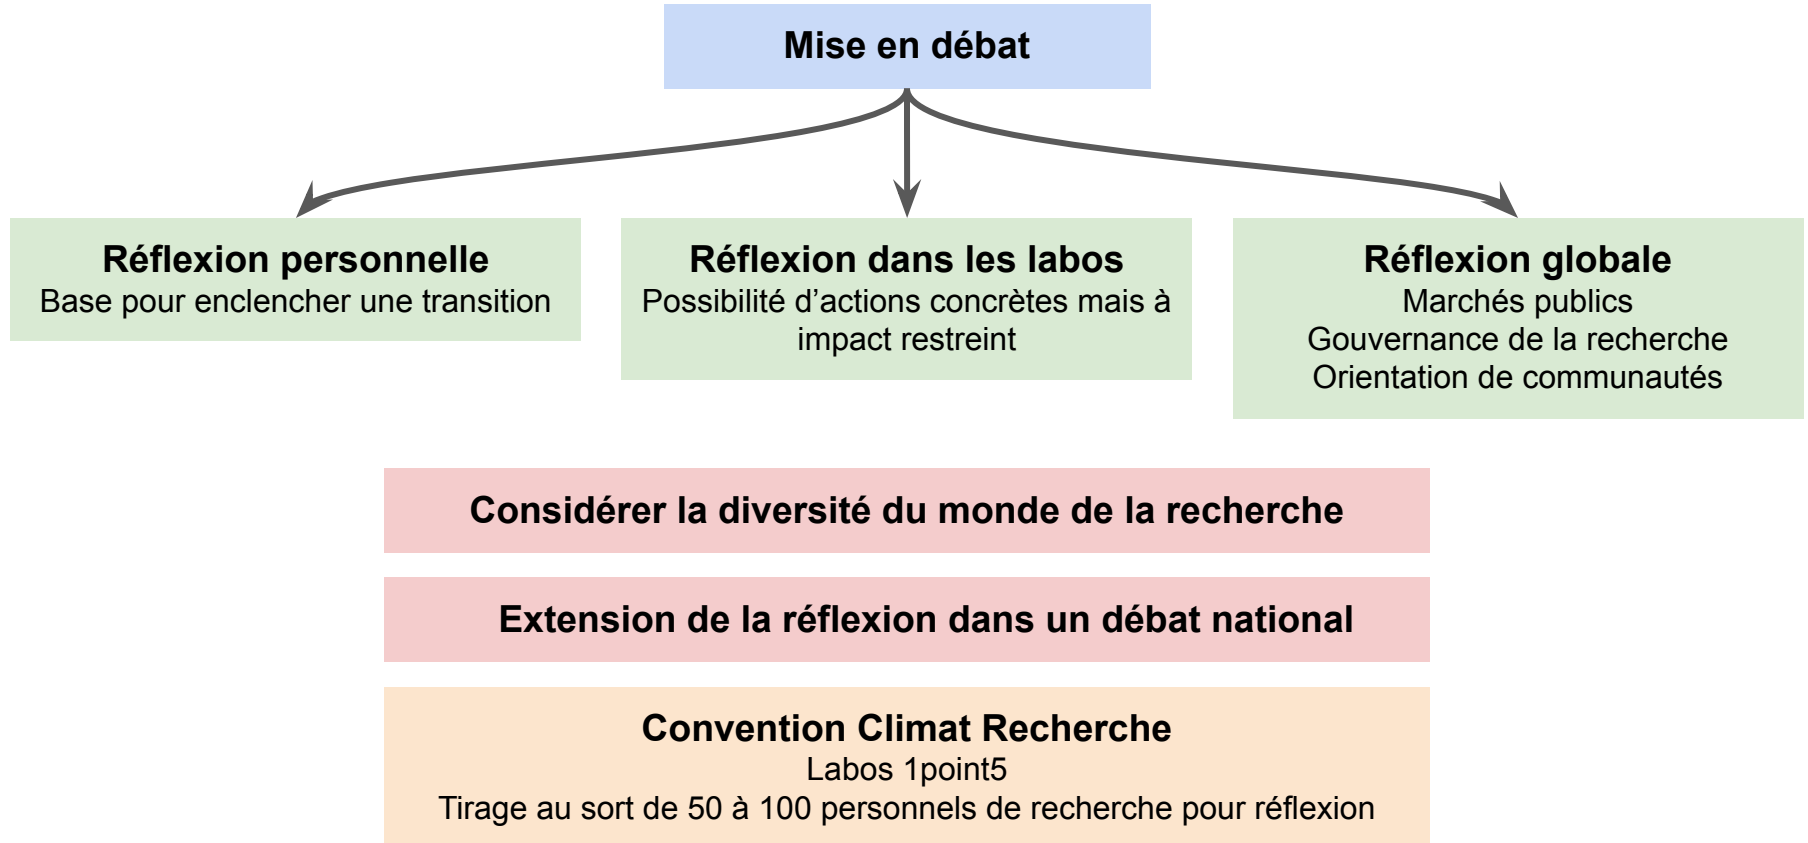 Mise en débat
Réflexion personnelle
Base pour enclencher une transition
Réflexion dans les labos
Possibilité d’actions concrètes mais à
impact restreint
Réflexion globale
Marchés publics
Gouvernance de la recherche
Orientation de communautés
Considérer la diversité du monde de la recherche
Extension de la réflexion dans un débat national
Convention Climat Recherche
Labos 1point5
Tirage au sort de 50 à 100 personnels de recherche pour réflexion